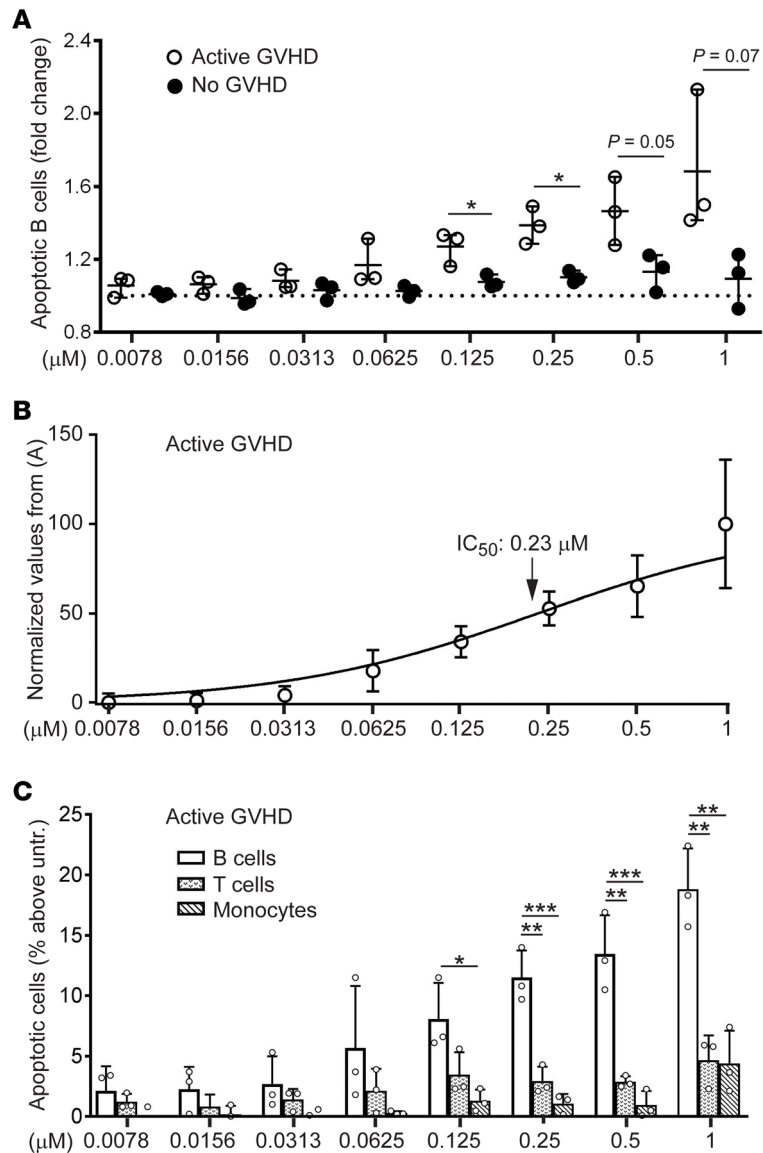 A
Apoptotic B cells (fold change)
2.4
2.0
1.6
1.2
0.8
Active GVHD
No GVHD
*
*
P = 0.05
P = 0.07
(μM) 0.0078 0.0156 0.0313 0.0625 0.125 0.25 0.5 1
B
Normalized values from (A)
150
100
50
0
Active GVHD
IC50: 0.23 μM
(μM) 0.0078 0.0156 0.0313 0.0625 0.125 0.25 0.5 1
C
Apoptotic cells (% above untr.)
25
20
15
10
5
0
Active GVHD
B cells
T cells
Monocytes
*
***
**
***
**
**
**
(μM) 0.0078 0.0156 0.0313 0.0625 0.125 0.25 0.5 1